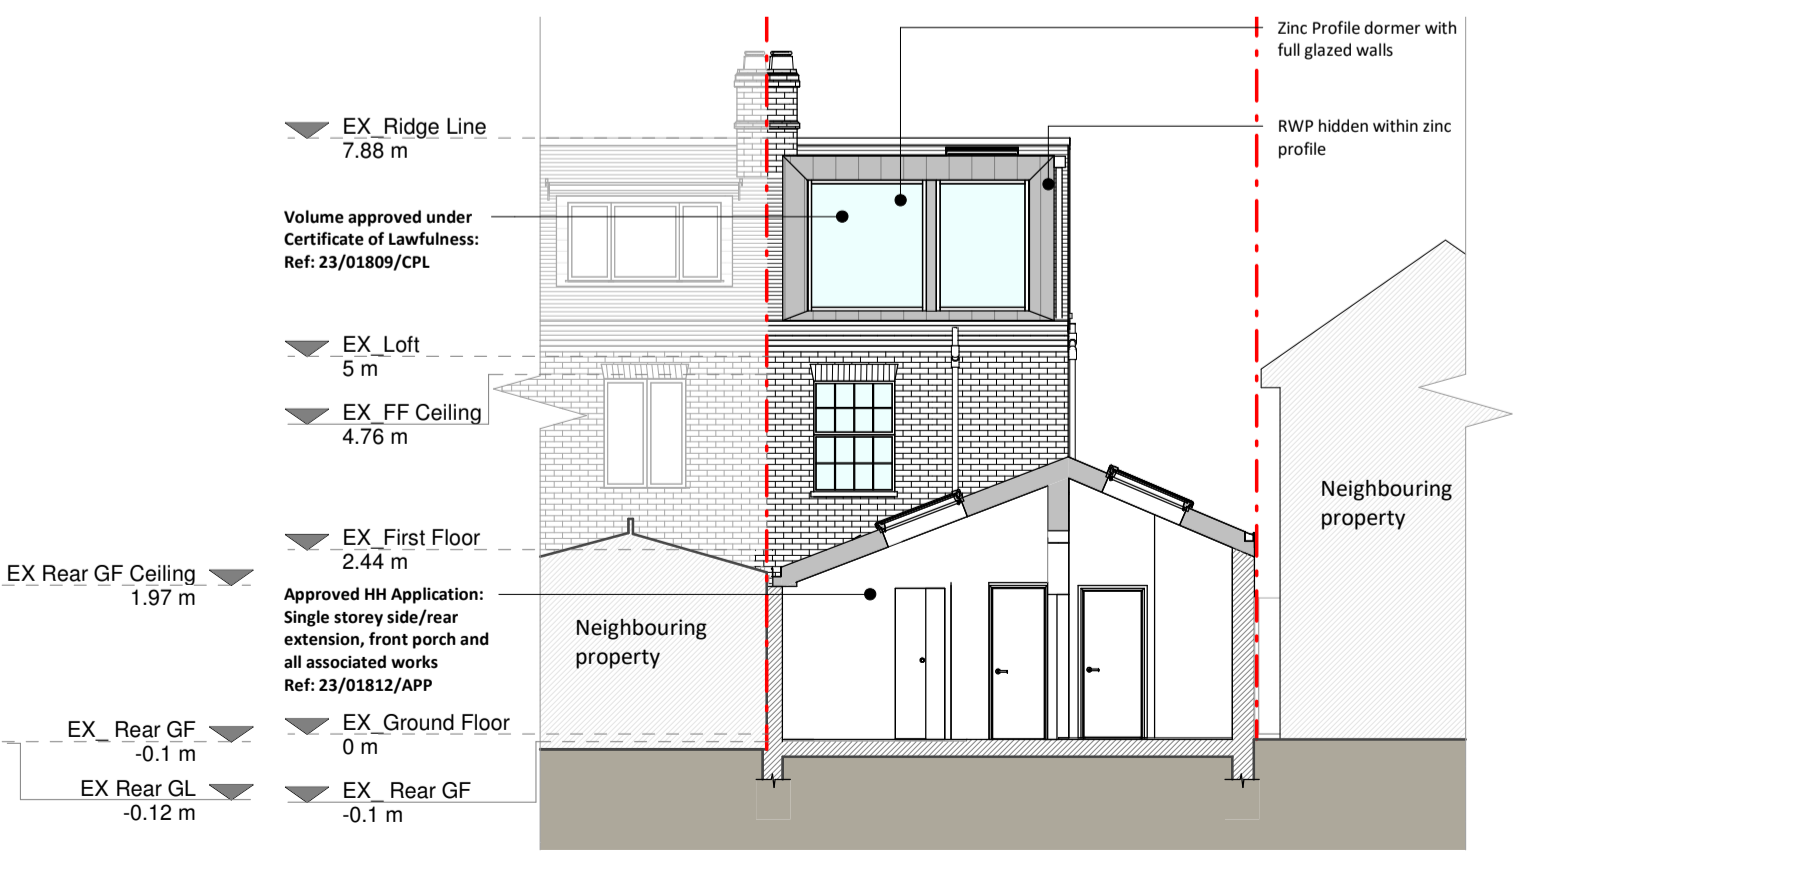 Zinc Profile dormer with
full glazed walls
RWP hidden within zinc
profile
EX_Ridge Line
7.88 m
Volume approved under
Certificate of Lawfulness:
Ref: 23/01809/CPL
EX_Loft
5 m
EX_FF Ceiling
4.76 m
EX_First Floor
2.44 m
EX Rear GF Ceiling
1.97 m
Approved HH Application:
Single storey side/rear
extension, front porch and
all associated works
Ref: 23/01812/APP
Neighbouring
property
Neighbouring
property
EX_Ground Floor
0 m
EX_ Rear GF
-0.1 m
EX Rear GL
-0.12 m
EX_ Rear GF
-0.1 m